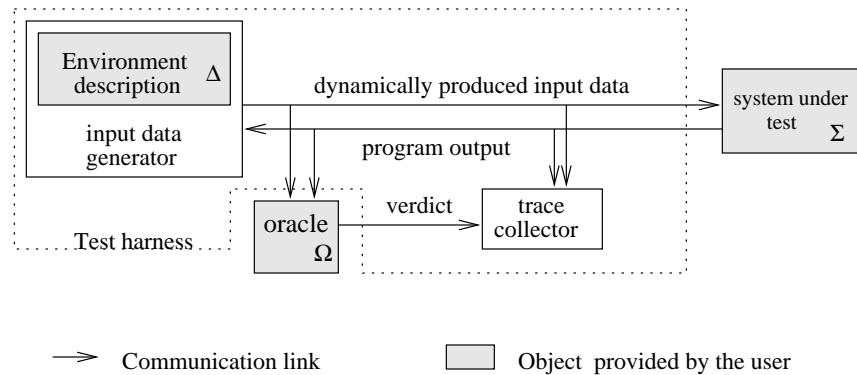 Environment
description Δ
input data
generator
dynamically produced input data
program output
system under
test
Σ
oracle
Ω
verdict
trace
collector
Test harness
Communication link
Object provided by the user